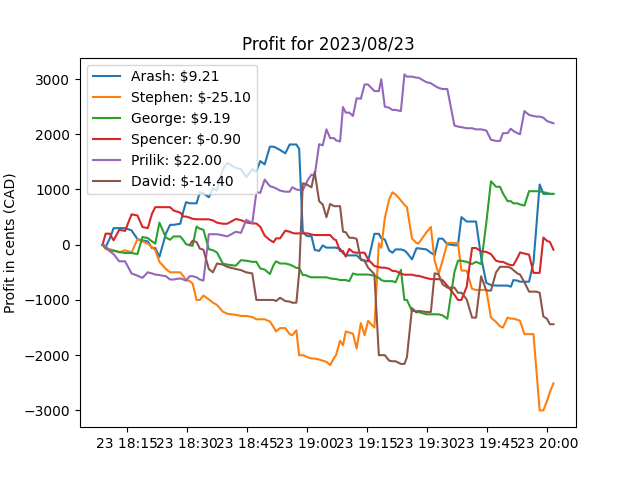 Profit for 2023/08/23
Arash: $9.21
Stephen: $-25.10
George: $9.19
Spencer: $-0.90
Prilik: $22.00
David: $-14.40
Profit in cents (CAD)
3000
2000
1000
0
−1000
−2000
−3000
23 18:15 23 18:30 23 18:45 23 19:00 23 19:15 23 19:30 23 19:45 23 20:00